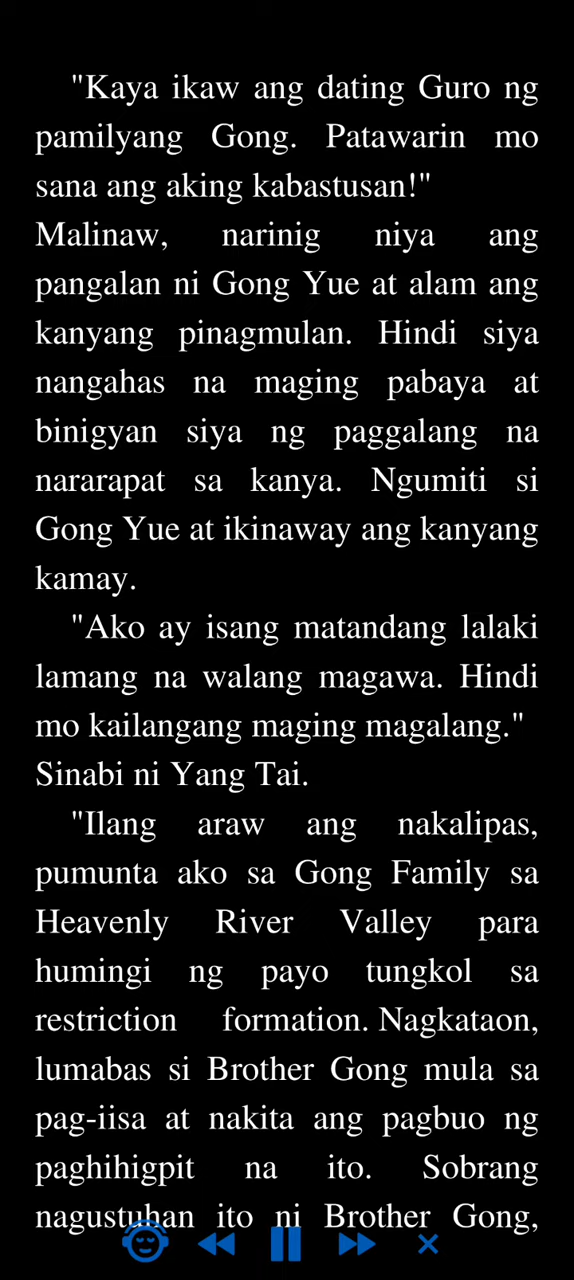 "Kaya ikaw ang dating Guro ng
pamilyang Gong. Patawarin mo
sana ang aking kabastusan!"
Malinaw, narinig niya ang
pangalan ni Gong Yue at alam ang
kanyang pinagmulan. Hindi siya
nangahas na maging pabaya at
binigyan siya ng paggalang na
nararapat sa kanya. Ngumiti si
Gong Yue at ikinaway ang kanyang
kamay.
"Ako ay isang matandang lalaki
lamang na walang magawa. Hindi
mo kailangang maging magalang."
Sinabi ni Yang Tai.
"Ilang araw ang nakalipas,
pumunta ako sa Gong Family sa
Heavenly River Valley para
humingi ng payo tungkol sa
restriction formation. Nagkataon,
lumabas si Brother Gong mula sa
pag-iisa at nakita ang pagbuo ng
paghihigpit na ito. Sobrang
nagustuhan ito ni Brother Gong,